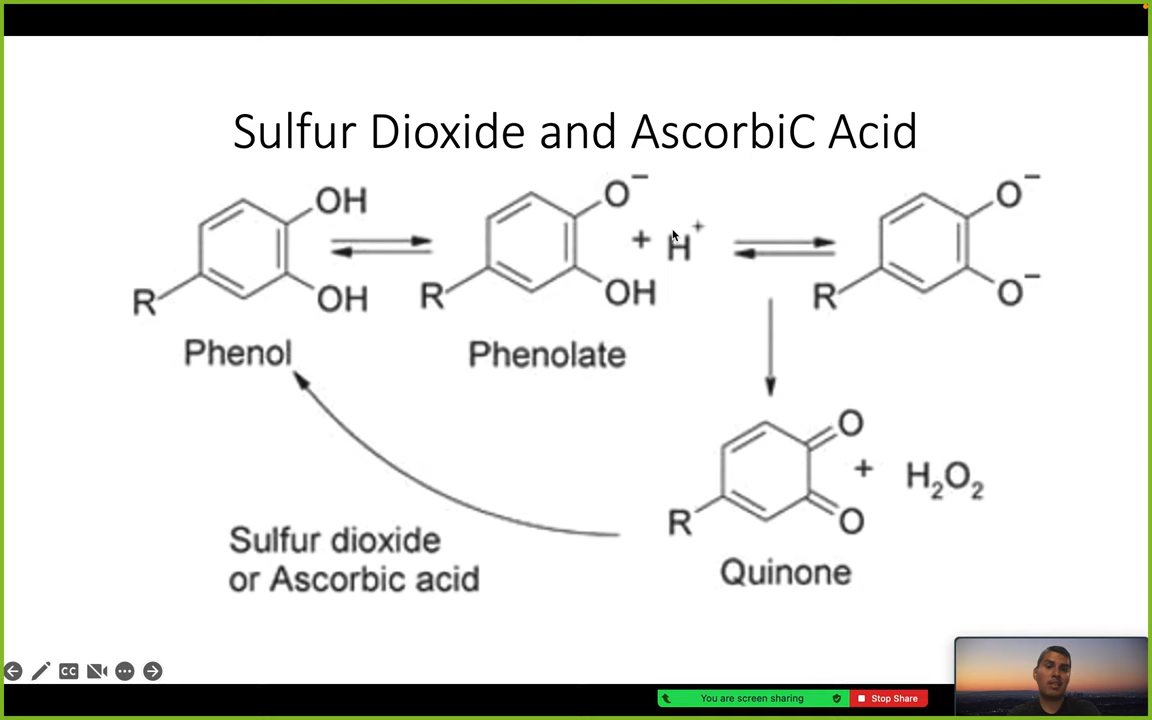 Sulfur Dioxide and AscorbiC Acid
OH
OH
R
Phenol
O⁻
+ H⁺
OH
R
Phenolate
O⁻
O⁻
R
O
O
R
+ H₂O₂
Quinone
Sulfur dioxide
or Ascorbic acid
CC
You are screen sharing
Stop Share